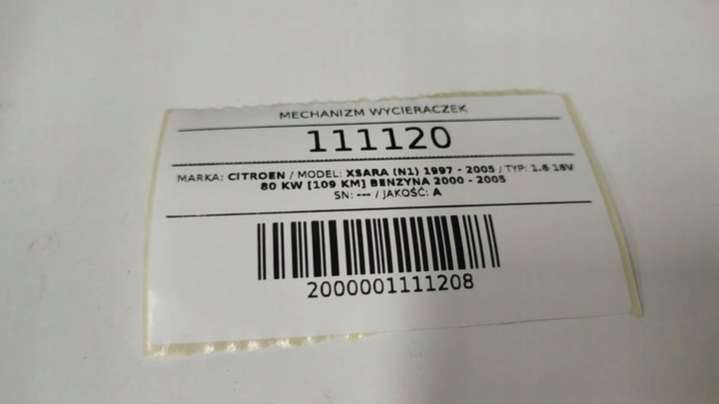 MECHANIZM WYCIERACZEK
111120
MARKA: CITROEN / MODEL: XSARA (N1) 1997 - 2005 / TYP: 1.6 16V
80 KW [109 KM] BENZYNA 2000 - 2005
SN: --- / JAKOŚĆ: A
2000001111208